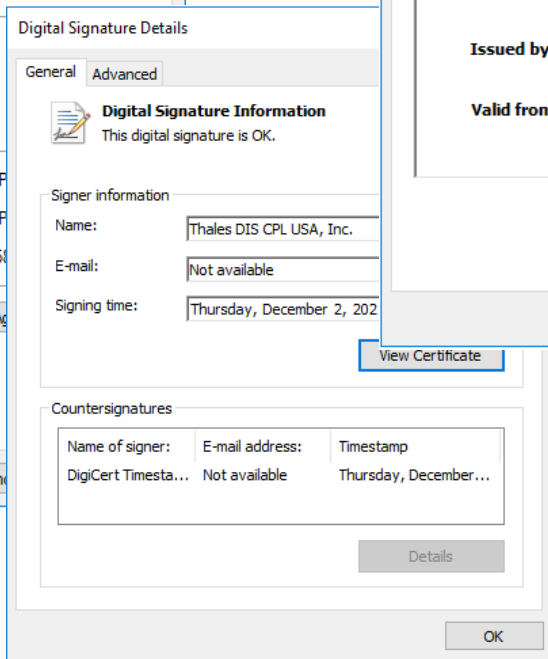 Digital Signature Details
General Advanced
Digital Signature Information
This digital signature is OK.
Signer information
Name: Thales DIS CPL USA, Inc.
E-mail: Not available
Signing time: Thursday, December 2, 202
View Certificate
Countersignatures
Name of signer: E-mail address: Timestamp
DigiCert Timesta... Not available Thursday, December...
Details
OK
Issued by
Valid from